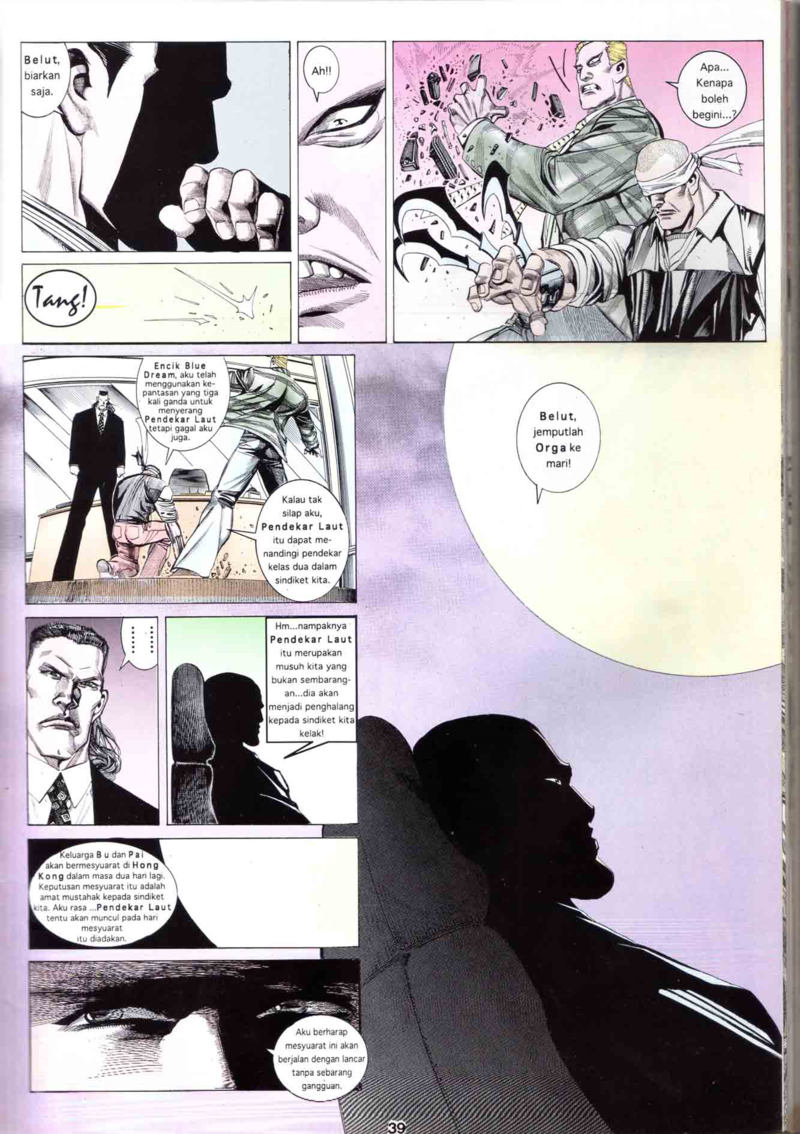 Belut,
biarkan
saja.
Ah!!
Apa...
Kenapa
boleh
begini...?
Tang!
Encik Blue
Dream, aku telah
menggunakan ke-
pantasan yang tiga
kali ganda untuk
menyerang
Pendekar Laut
tetapi gagal aku
juga.
Kalau tak
silap aku,
Pendekar Laut
itu dapat me-
nandingi pendekar
kelas dua dalam
sindiket kita.
Belut,
jemputlah
Orga ke
mari!
Hm...nampaknya
Pendekar Laut
itu merupakan
musuh kita yang
bukan sembarang-
an...dia akan
menjadi penghalang
kepada sindiket kita
kelak!
Keluarga Bu dan Pai
akan bermesyuarat di Hong
Kong dalam masa dua hari lagi.
Keputusan mesyuarat itu adalah
amat mustahak kepada sindiket
kita. Aku rasa ...Pendekar Laut
tentu akan muncul pada hari
mesyuarat
itu diadakan.
Aku berharap
mesyuarat ini akan
berjalan dengan lancar
tanpa sebarang
gangguan.
39